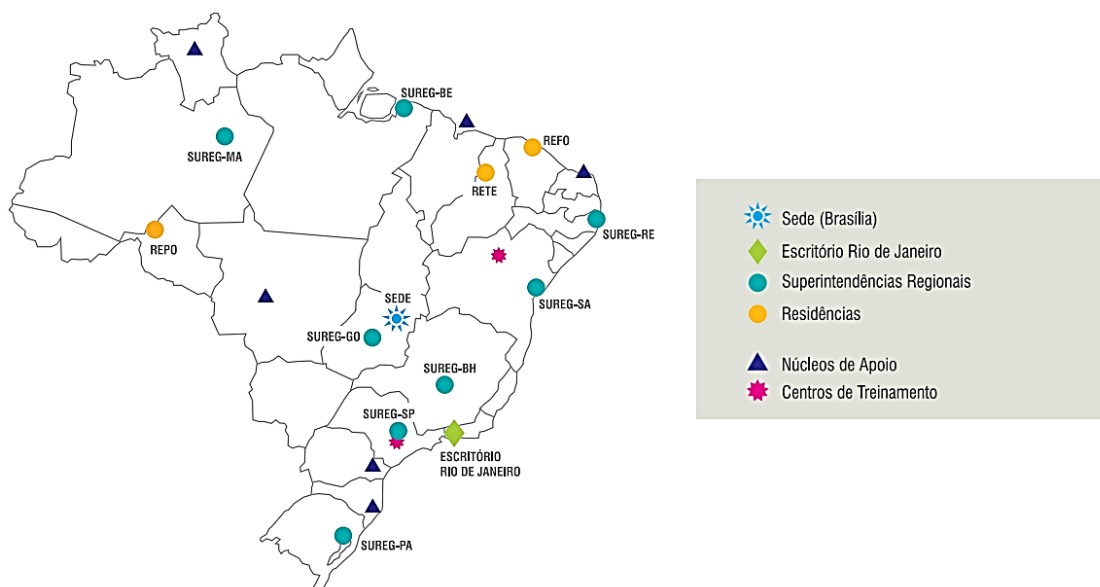 SUREG-BE
REFO
SUREG-MA
RETE
SUREG-RE
REPO
SUREG-SA
SEDE
SUREG-GO
SUREG-BH
SUREG-SP
ESCRITÓRIO
RIO DE JANEIRO
SUREG-PA
Sede (Brasília)
Escritório Rio de Janeiro
Superintendências Regionais
Residências
Núcleos de Apoio
Centros de Treinamento